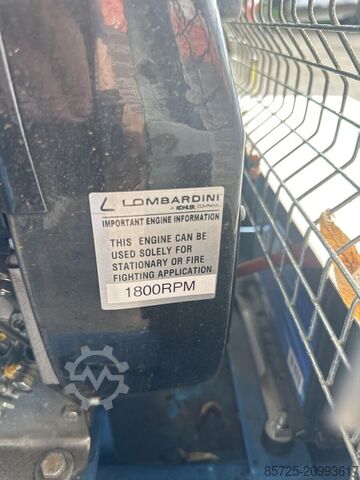 LOMBARDINI
A KOHLER COMPANY
IMPORTANT ENGINE INFORMATION
THIS ENGINE CAN BE
USED SOLELY FOR
STATIONARY OR FIRE
FIGHTING APPLICATION
1800RPM
85725-20993617